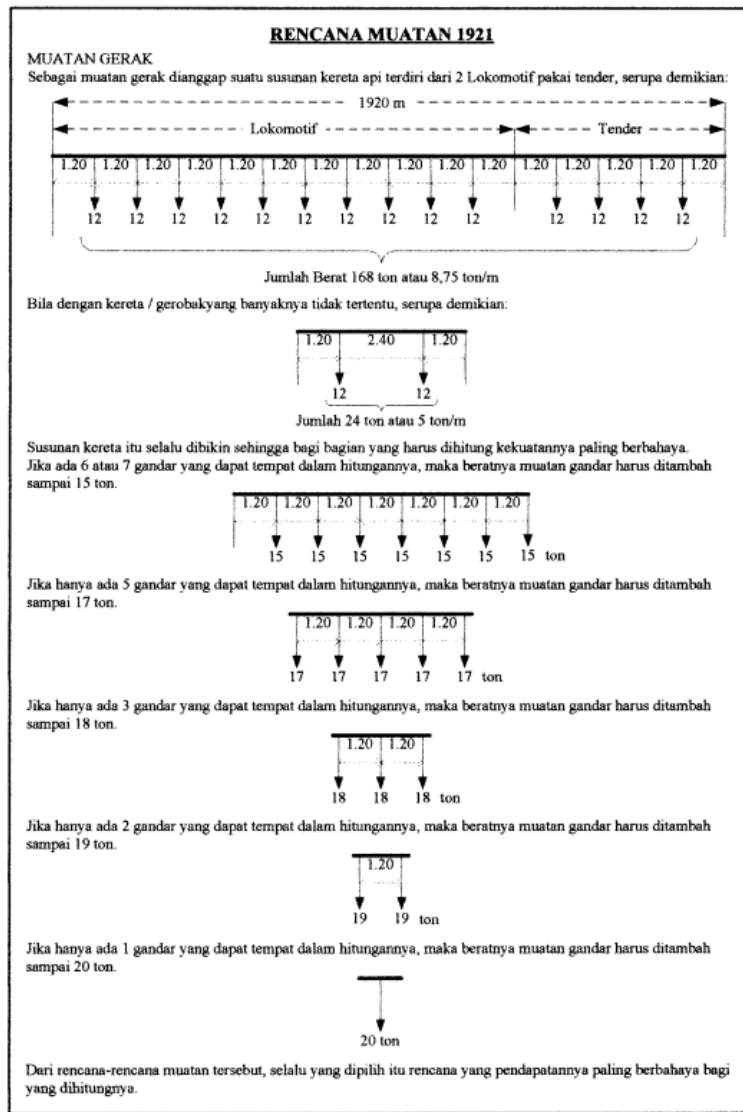 RENCANA MUATAN 1921
MUATAN GERAK
Sebagai muatan gerak dianggap suatu susunan kereta api terdiri dari 2 Lokomotif pakai tender, serupa demikian:
1920 m
Lokomotif Tender
1.20 1.20 1.20 1.20 1.20 1.20 1.20 1.20 1.20 1.20 1.20 1.20 1.20 1.20 1.20 1.20
12 12 12 12 12 12 12 12 12 12 12 12 12 12
Jumlah Berat 168 ton atau 8,75 ton/m
Bila dengan kereta / gerobakyang banyaknya tidak tertentu, serupa demikian:
1.20 2.40 1.20
12 12
Jumlah 24 ton atau 5 ton/m
Susunan kereta itu selalu dibikin sehingga bagi bagian yang harus dihitung kekuatannya paling berbahaya.
Jika ada 6 atau 7 gandar yang dapat tempat dalam hitungannya, maka beratnya muatan gandar harus ditambah
sampai 15 ton.
1.20 1.20 1.20 1.20 1.20 1.20 1.20
15 15 15 15 15 15 15 ton
Jika hanya ada 5 gandar yang dapat tempat dalam hitungannya, maka beratnya muatan gandar harus ditambah
sampai 17 ton.
1.20 1.20 1.20 1.20
17 17 17 17 17 ton
Jika hanya ada 3 gandar yang dapat tempat dalam hitungannya, maka beratnya muatan gandar harus ditambah
sampai 18 ton.
1.20 1.20
18 18 18 ton
Jika hanya ada 2 gandar yang dapat tempat dalam hitungannya, maka beratnya muatan gandar harus ditambah
sampai 19 ton.
1.20
19 19 ton
Jika hanya ada 1 gandar yang dapat tempat dalam hitungannya, maka beratnya muatan gandar harus ditambah
sampai 20 ton.
20 ton
Dari rencana-rencana muatan tersebut, selalu yang dipilih itu rencana yang pendapatannya paling berbahaya bagi
yang dihitungnya.